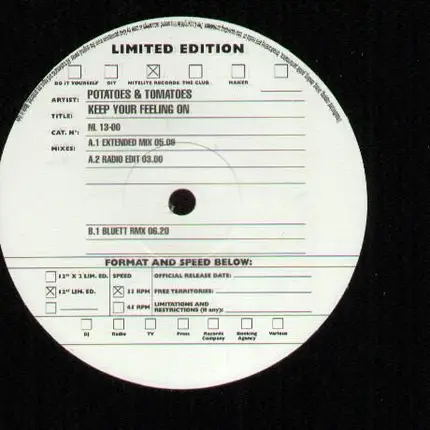 LIMITED EDITION
DO IT YOURSELF DIY NITELITE RECORDS THE CLUB MAKER
ARTIST: POTATOES & TOMATOES
TITLE: KEEP YOUR FEELING ON
CAT. N°: NL 13-00
MIXES: A.1 EXTENDED MIX 05.00
A.2 RADIO EDIT 03.00
B.1 BLUETT RMX 06.20
FORMAT AND SPEED BELOW:
12" X 2 LIM. ED. SPEED OFFICIAL RELEASE DATE:
12" LIM. ED. 33 RPM FREE TERRITORIES:
45 RPM LIMITATIONS AND
RESTRICTIONS (if any):
DJ Radio TV Press Records Company Booking Agency Various